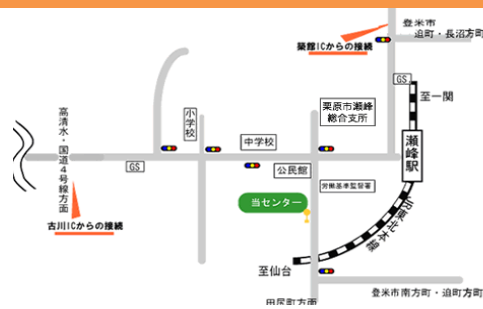 登米市
迫町・長沼方町
築館ICからの接続
GS
至一関
栗原市瀬峰
総合支所
小学校
中学校
高清水・国道4号線方面
GS
公民館
瀬峰駅
労働基準監督署
当センター
古川ICからの接続
JR東北本線
至仙台
登米市南方町・迫町方町
田尻町方面